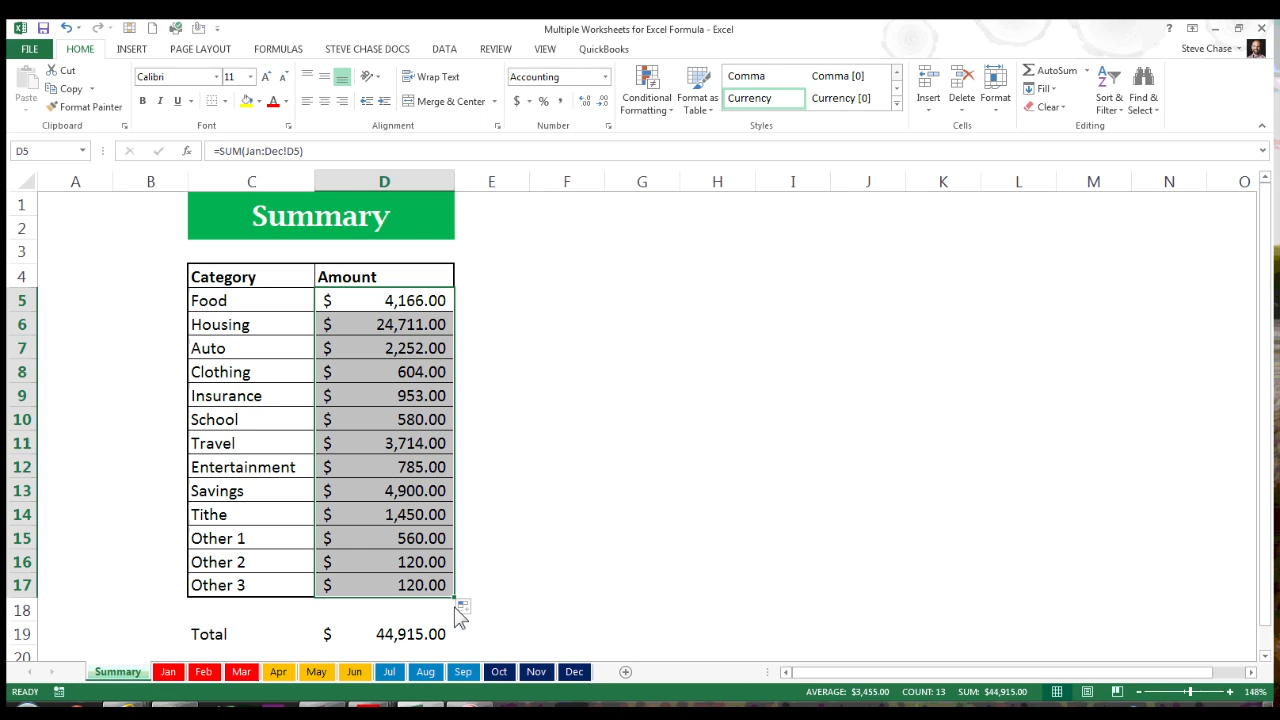 Multiple Worksheets for Excel Formula - Excel
FILE HOME INSERT PAGE LAYOUT FORMULAS STEVE CHASE DOCS DATA REVIEW VIEW QuickBooks Steve Chase
Paste Cut Copy Format Painter Clipboard
Calibri 11 B I U A A Font
Wrap Text Merge & Center Alignment
Accounting $ % , Number
Conditional Formatting Format as Table Comma Comma [0] Currency Currency [0] Styles
Insert Delete Format Cells
AutoSum Fill Clear Sort & Filter Find & Select Editing
D5 fx =SUM(Jan:Dec!D5)
A B C D E F G H I J K L M N O
1 Summary
2
3
4 Category Amount
5 Food $ 4,166.00
6 Housing $ 24,711.00
7 Auto $ 2,252.00
8 Clothing $ 604.00
9 Insurance $ 953.00
10 School $ 580.00
11 Travel $ 3,714.00
12 Entertainment $ 785.00
13 Savings $ 4,900.00
14 Tithe $ 1,450.00
15 Other 1 $ 560.00
16 Other 2 $ 120.00
17 Other 3 $ 120.00
18
19 Total $ 44,915.00
20
Summary Jan Feb Mar Apr May Jun Jul Aug Sep Oct Nov Dec
READY AVERAGE: $3,455.00 COUNT: 13 SUM: $44,915.00 148%